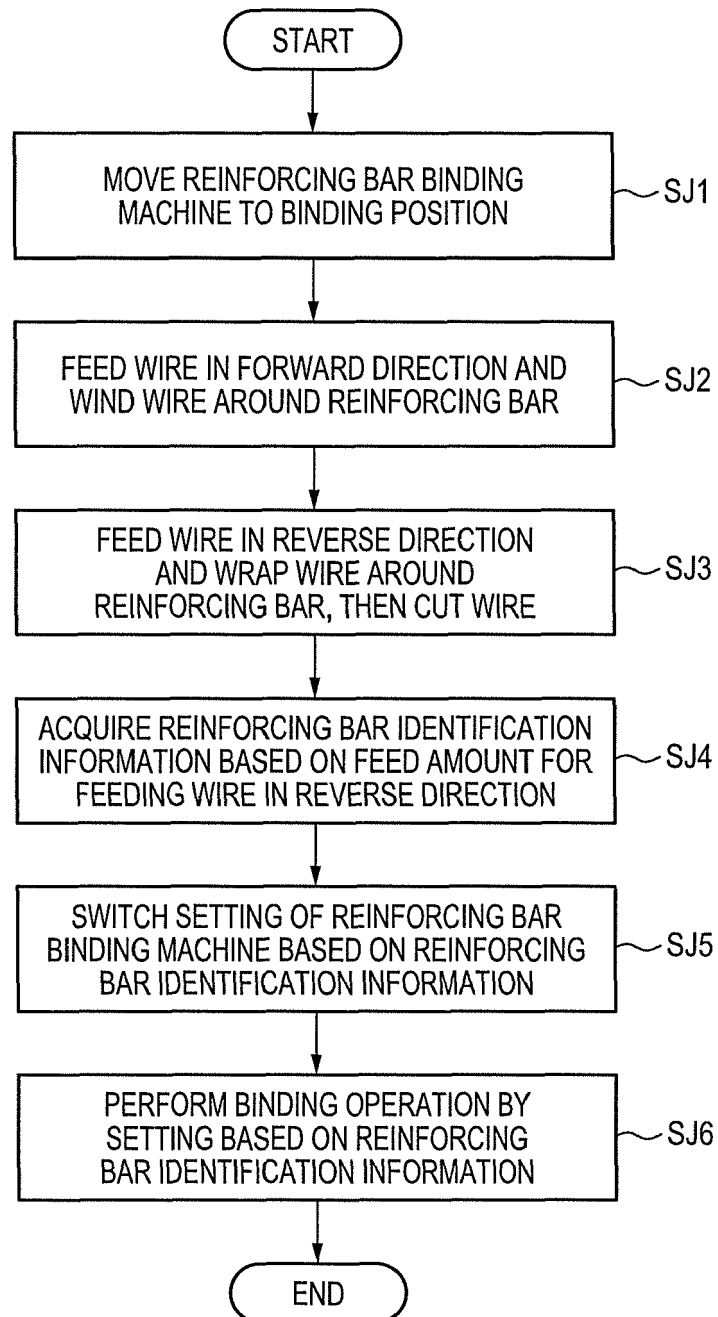 START
MOVE REINFORCING BAR BINDING
MACHINE TO BINDING POSITION
SJ1
FEED WIRE IN FORWARD DIRECTION AND
WIND WIRE AROUND REINFORCING BAR
SJ2
FEED WIRE IN REVERSE DIRECTION
AND WRAP WIRE AROUND
REINFORCING BAR, THEN CUT WIRE
SJ3
ACQUIRE REINFORCING BAR IDENTIFICATION
INFORMATION BASED ON FEED AMOUNT FOR
FEEDING WIRE IN REVERSE DIRECTION
SJ4
SWITCH SETTING OF REINFORCING BAR
BINDING MACHINE BASED ON REINFORCING
BAR IDENTIFICATION INFORMATION
SJ5
PERFORM BINDING OPERATION BY
SETTING BASED ON REINFORCING
BAR IDENTIFICATION INFORMATION
SJ6
END